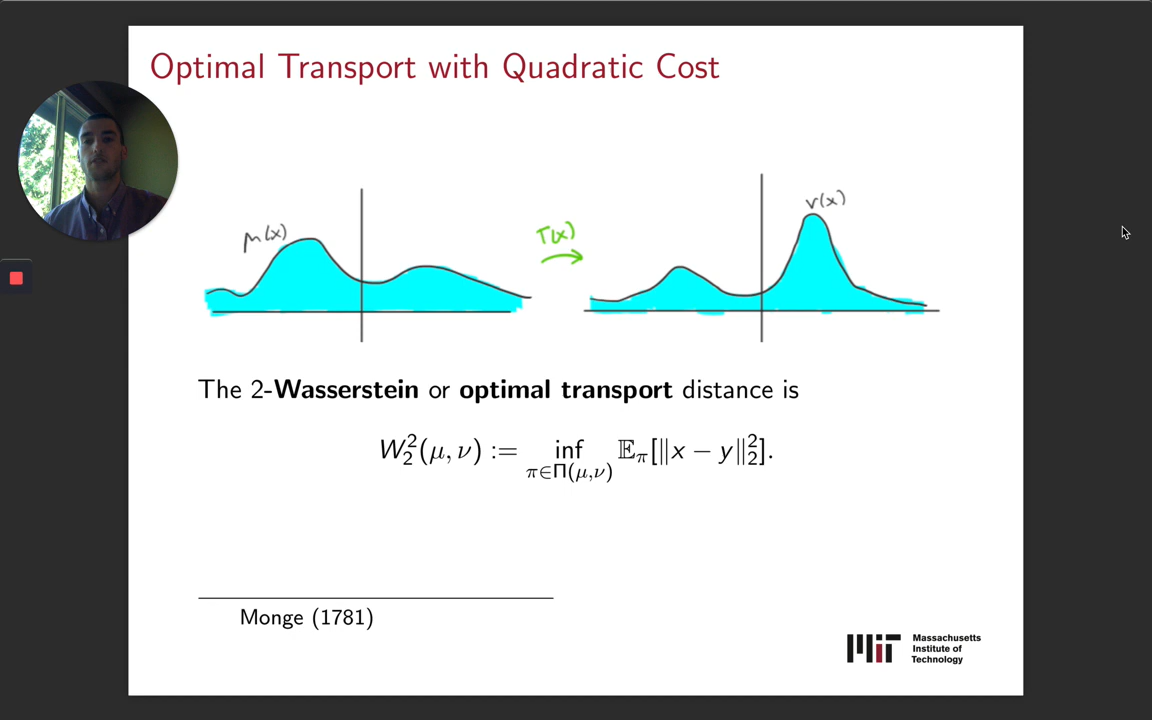 Optimal Transport with Quadratic Cost
μ(x)
T(x)
ν(x)
The 2-Wasserstein or optimal transport distance is
W₂²(μ, ν) := inf_{π∈Π(μ,ν)} 𝔼_π[‖x − y‖₂²].
Monge (1781)
MIT
Massachusetts
Institute of
Technology